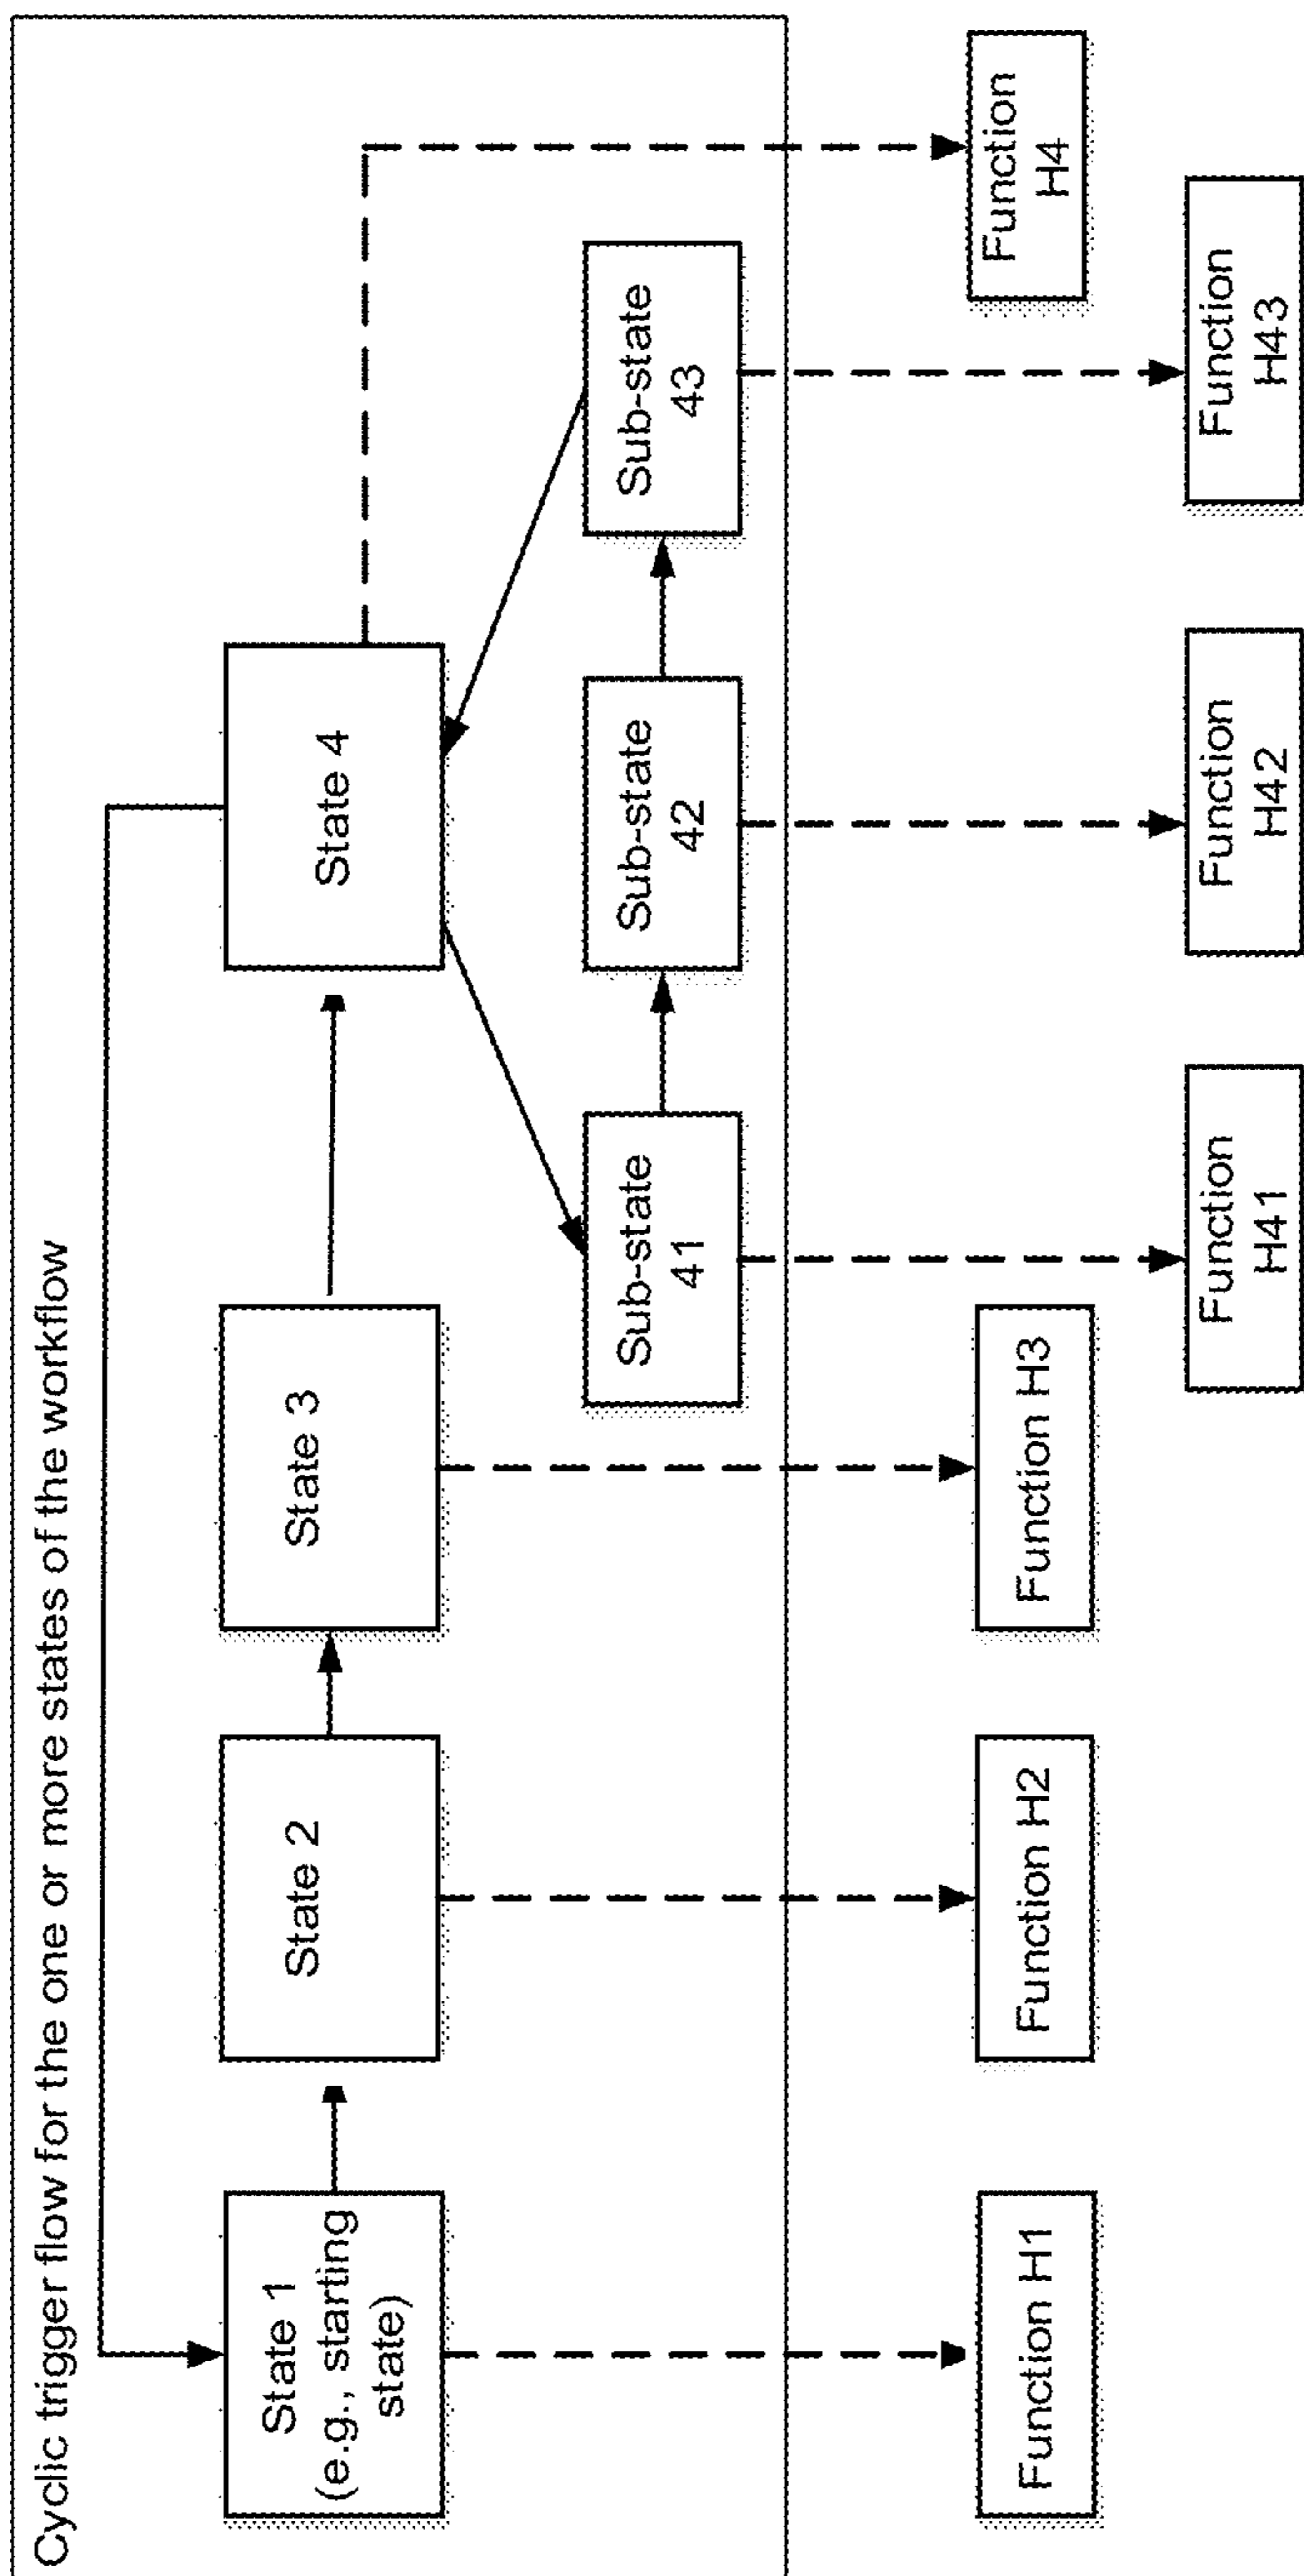 Cyclic trigger flow for the one or more states of the workflow
State 1
(e.g., starting
state)
State 2
State 3
State 4
Sub-state
41
Sub-state
42
Sub-state
43
Function H1
Function H2
Function H3
Function
H4
Function
H41
Function
H42
Function
H43